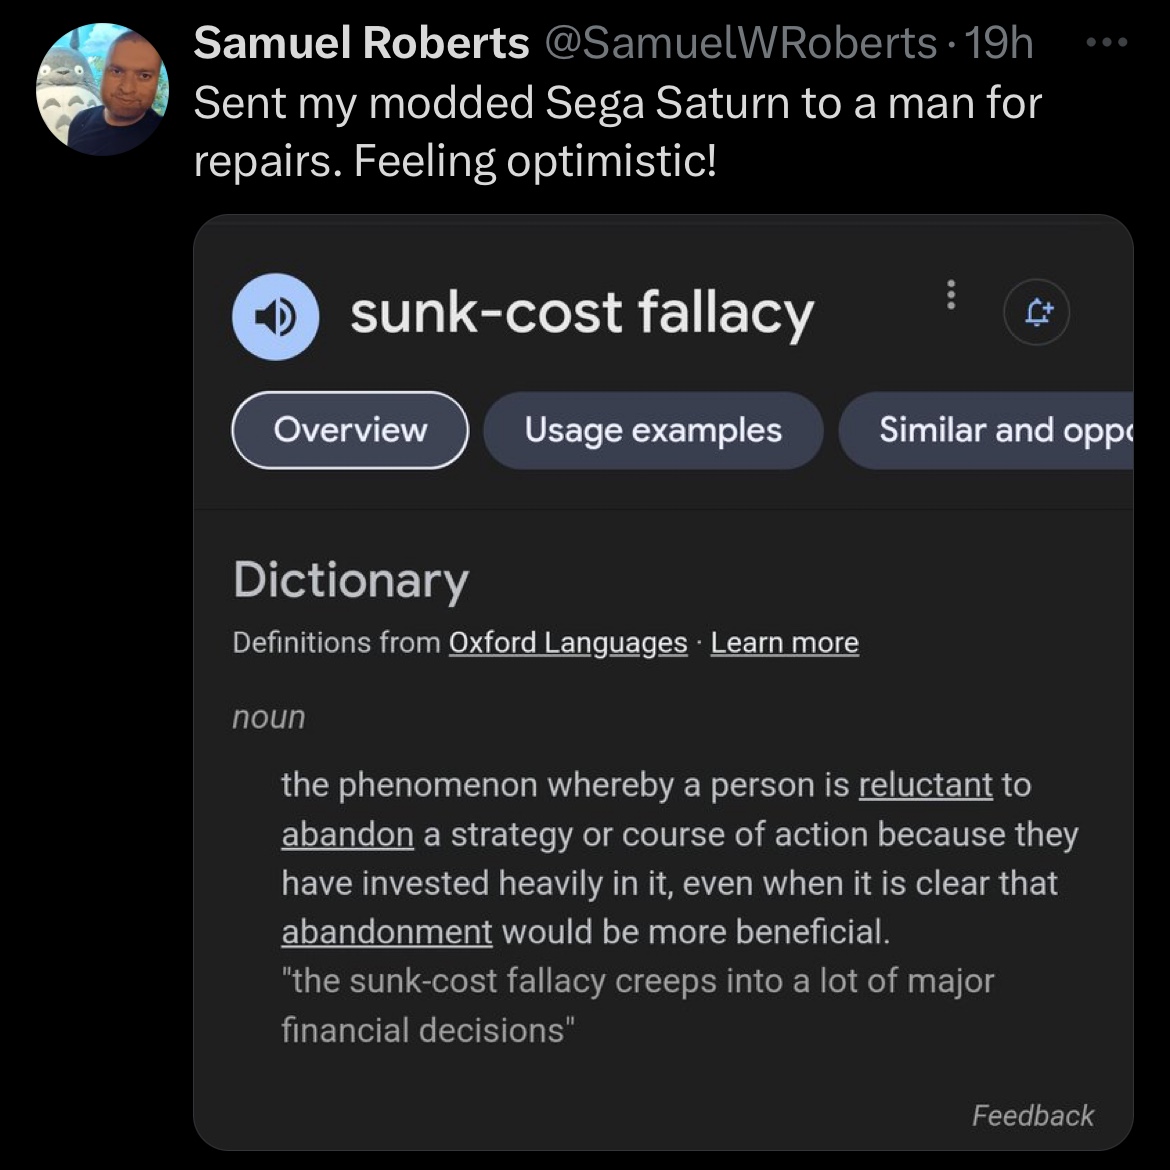 Samuel Roberts @SamuelWRoberts · 19h
Sent my modded Sega Saturn to a man for
repairs. Feeling optimistic!
sunk-cost fallacy
Overview Usage examples Similar and oppo
Dictionary
Definitions from Oxford Languages · Learn more
noun
the phenomenon whereby a person is reluctant to
abandon a strategy or course of action because they
have invested heavily in it, even when it is clear that
abandonment would be more beneficial.
"the sunk-cost fallacy creeps into a lot of major
financial decisions"
Feedback